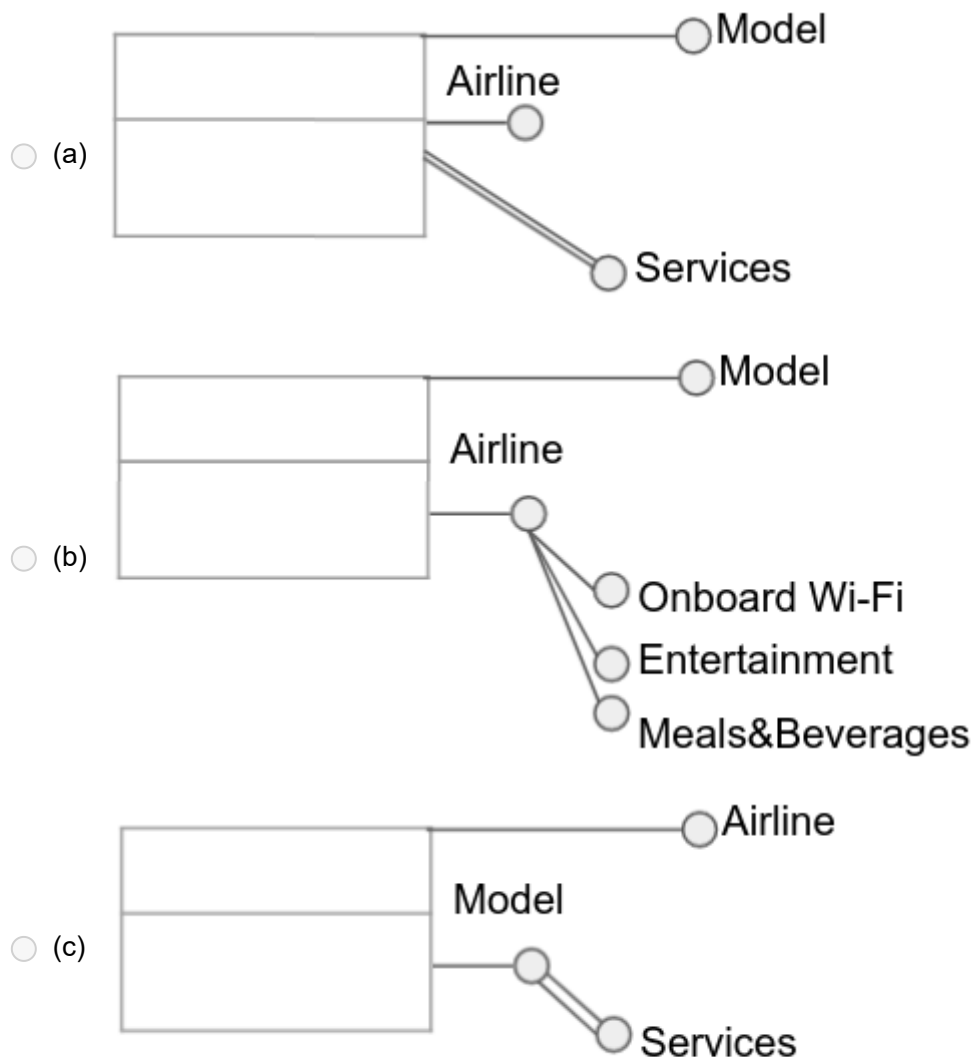 Model
Airline
(a)
Services
Model
Airline
(b)
Onboard Wi-Fi
Entertainment
Meals&Beverages
Airline
Model
(c)
Services